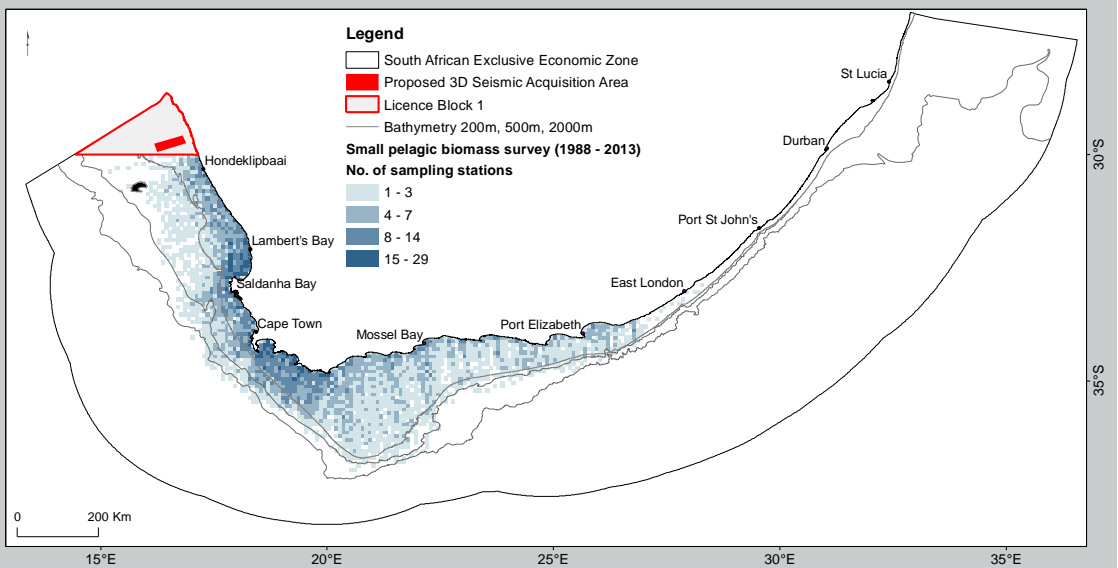 Legend
South African Exclusive Economic Zone
Proposed 3D Seismic Acquisition Area
Licence Block 1
Bathymetry 200m, 500m, 2000m
Small pelagic biomass survey (1988 - 2013)
No. of sampling stations
1 - 3
4 - 7
8 - 14
15 - 29
St Lucia
Durban
30°S
Hondeklipbaai
Port St John's
Lambert's Bay
Saldanha Bay
East London
Cape Town
Mossel Bay
Port Elizabeth
35°S
0 200 Km
15°E 20°E 25°E 30°E 35°E